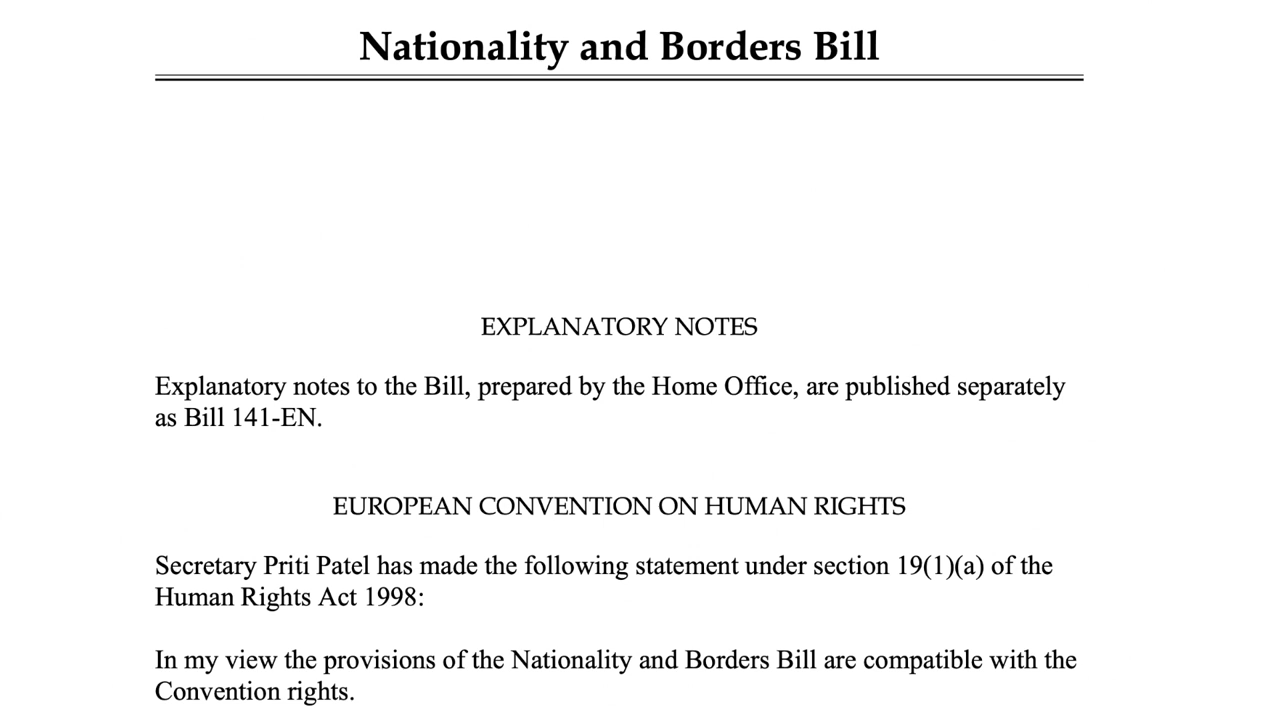 Nationality and Borders Bill
EXPLANATORY NOTES
Explanatory notes to the Bill, prepared by the Home Office, are published separately
as Bill 141-EN.
EUROPEAN CONVENTION ON HUMAN RIGHTS
Secretary Priti Patel has made the following statement under section 19(1)(a) of the
Human Rights Act 1998:
In my view the provisions of the Nationality and Borders Bill are compatible with the
Convention rights.